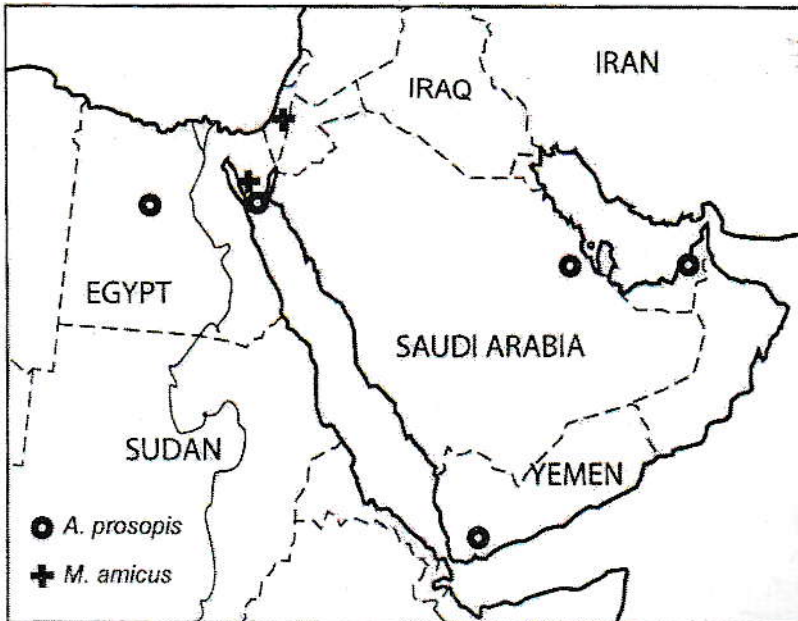 IRAN
IRAQ
EGYPT
SAUDI ARABIA
SUDAN
YEMEN
A. prosopis
M. amicus